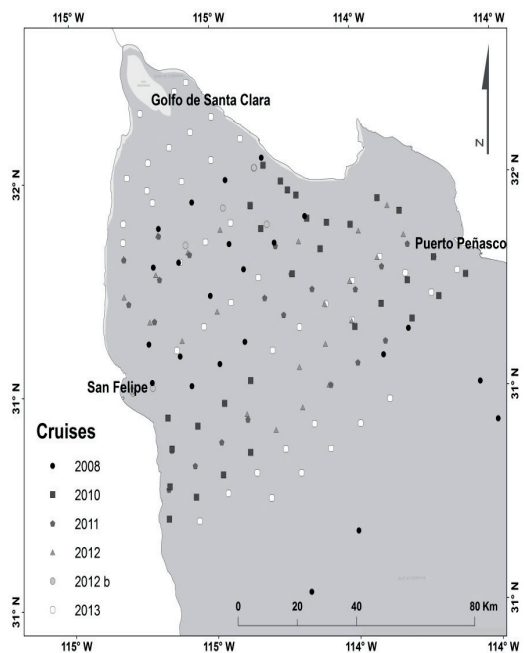 115° W 115° W 114° W 114° W
N
Golfo de Santa Clara
32° N 32° N
Puerto Peñasco
31° N 31° N
San Felipe
Cruises
2008
2010
2011
2012
2012 b
2013
0 20 40 80 Km
31° N 31° N
115° W 115° W 114° W 114° W